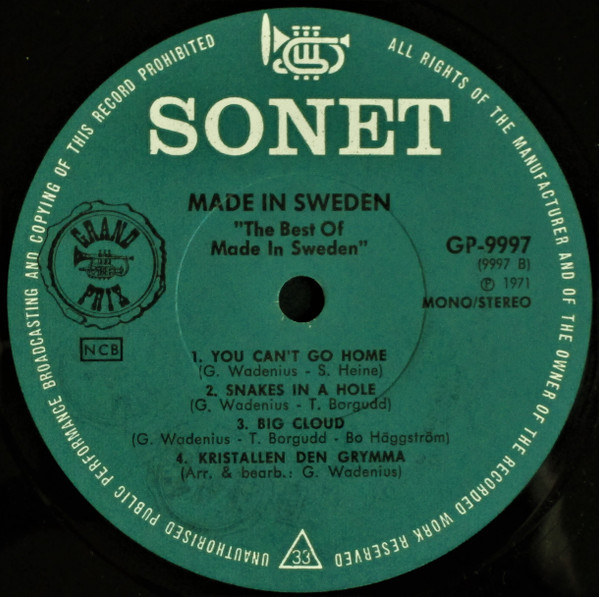 UNAUTHORISED PUBLIC PERFORMANCE BROADCASTING AND COPYING OF THIS RECORD PROHIBITED
ALL RIGHTS OF THE MANUFACTURER AND OF THE OWNER OF THE RECORDED WORK RESERVED
SONET
MADE IN SWEDEN
"The Best Of
Made In Sweden"
GRAND
PRIX
GP-9997
(9997 B)
℗ 1971
MONO/STEREO
NCB
1. YOU CAN'T GO HOME
(G. Wadenius - S. Heine)
2. SNAKES IN A HOLE
(G. Wadenius - T. Borgudd)
3. BIG CLOUD
(G. Wadenius - T. Borgudd - Bo Häggström)
4. KRISTALLEN DEN GRYMMA
(Arr. & bearb.: G. Wadenius)
33